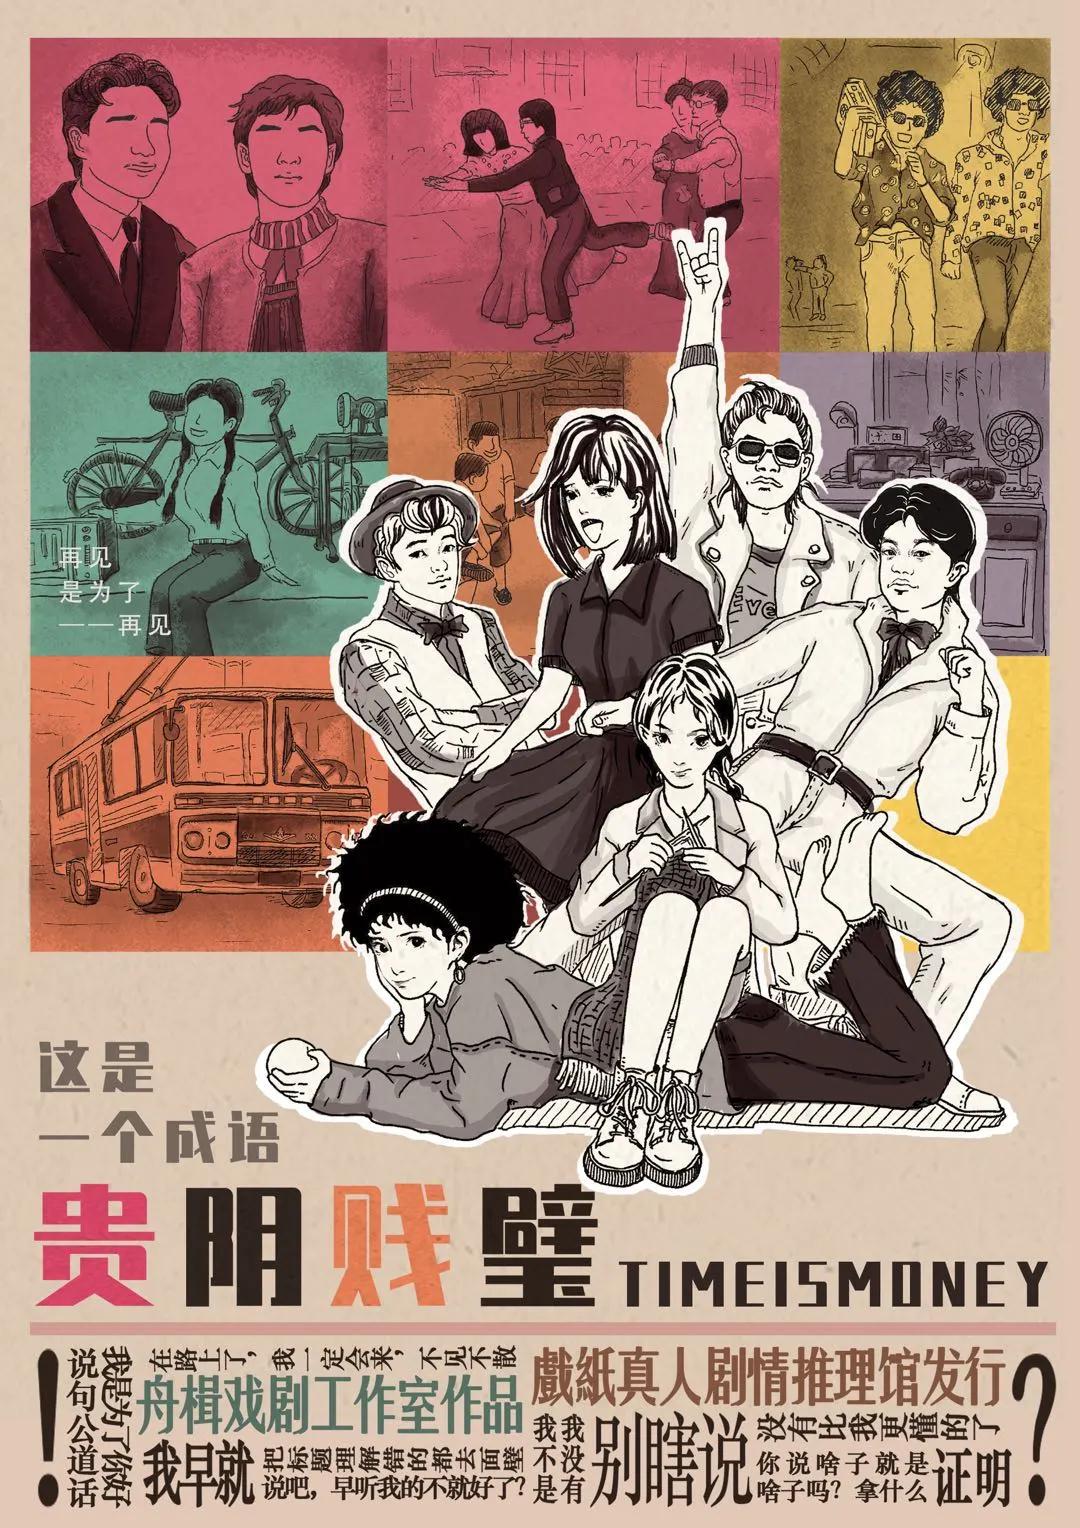 再见
是为了
——再见
Eve
这是
一个成语
贵阴贱璧 TIMEISMONEY
！
说句公道话
我是为了你好
在路上了，我一定会来，不见不散
舟楫戏剧工作室作品
我早就
把标题理解错的都去面壁
说吧，早听我的不就好了？
戲紙真人剧情推理馆发行
我我
不没
是有
别瞎说
没有比我更懂的了
你说啥子就是
啥子吗？拿什么
证明
？